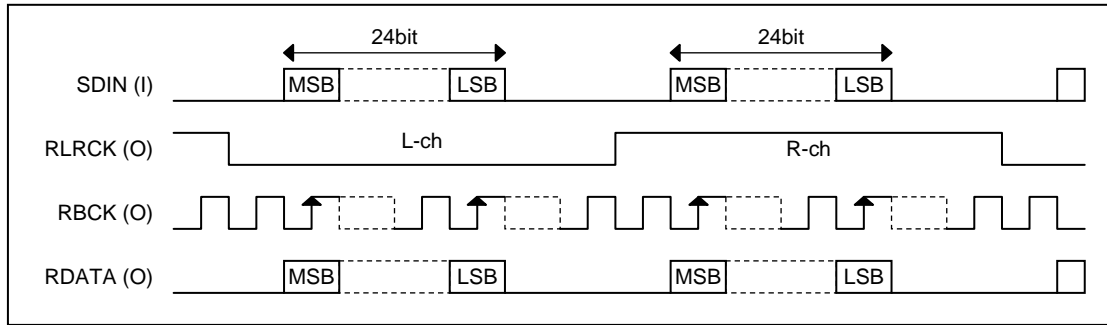 24bit 24bit
SDIN (I) MSB LSB MSB LSB
RLRCK (O) L-ch R-ch
RBCK (O)
RDATA (O) MSB LSB MSB LSB